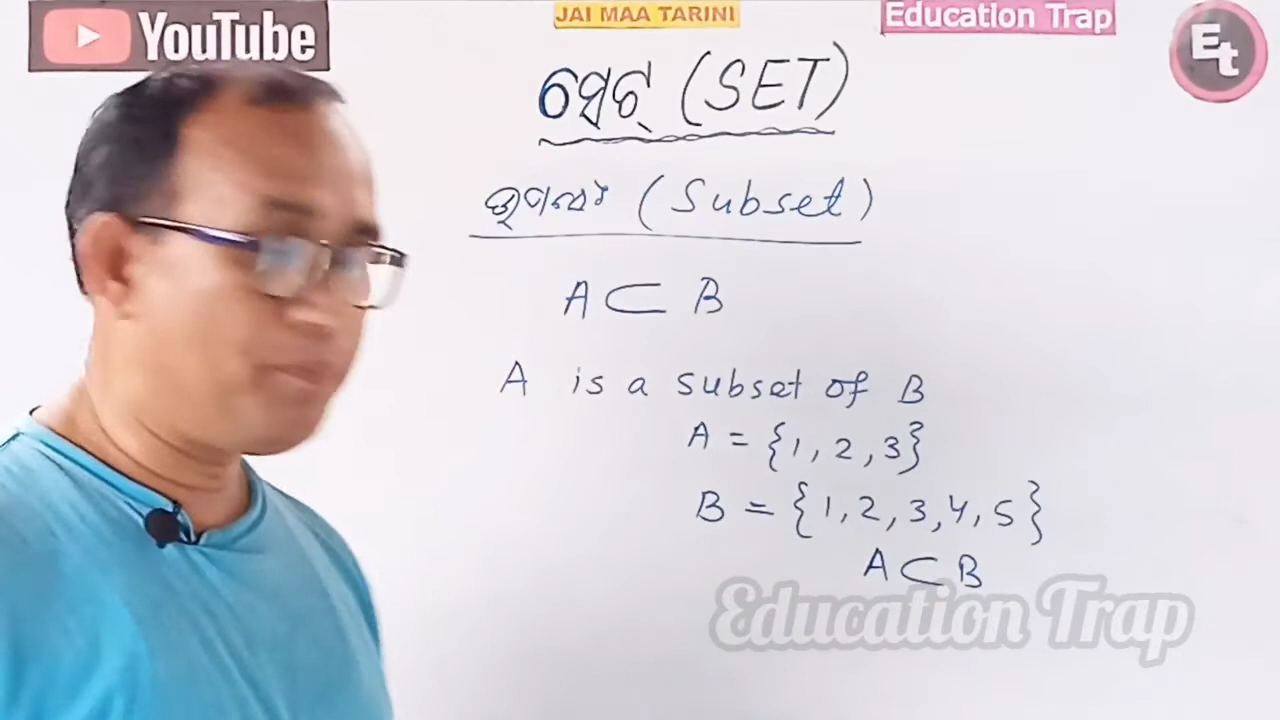 YouTube
JAI MAA TARINI
Education Trap
Et
ସେଟ୍ (SET)
ଉପସେଟ (Subset)
A ⊂ B
A is a subset of B
A = {1, 2, 3}
B = {1, 2, 3, 4, 5}
A ⊂ B
Education Trap